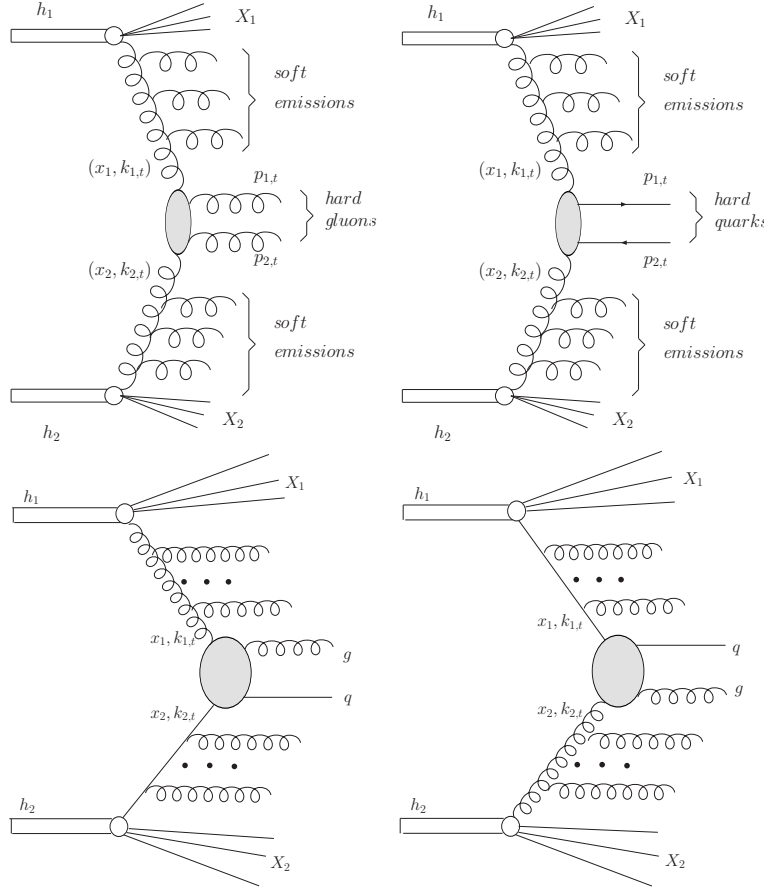 h₁
X₁
soft
emissions
(x₁, k₁,t)
p₁,t
hard
gluons
p₂,t
(x₂, k₂,t)
soft
emissions
X₂
h₂
h₁
X₁
soft
emissions
(x₁, k₁,t)
p₁,t
hard
quarks
p₂,t
(x₂, k₂,t)
soft
emissions
X₂
h₂
h₁
X₁
x₁, k₁,t
g
q
x₂, k₂,t
h₂
X₂
h₁
X₁
x₁, k₁,t
q
g
x₂, k₂,t
h₂
X₂